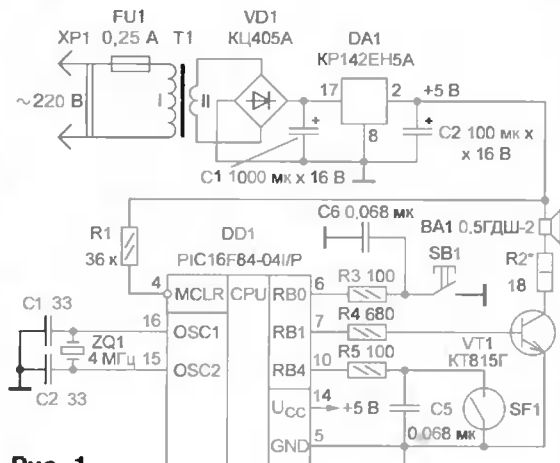 FU1
VD1
DA1
XP1
0,25 А
T1
КЦ405А
КР142ЕН5А
~220 В
I
II
17
2
+5 В
8
+
+
C1 1000 мк х 16 В
C2 100 мк х
х 16 В
C6 0,068 мк
BA1 0,5ГДШ-2
R1
36 к
DD1
PIC16F84-04I/P
SB1
R2*
18
4
MCLR
CPU
RB0
6
R3 100
C1 33
16
OSC1
RB1
7
R4 680
ZQ1
4 МГц
15
OSC2
RB4
10
R5 100
VT1
КТ815Г
C2 33
UCC
14
+5 В
C5
0,068 мк
SF1
GND
5